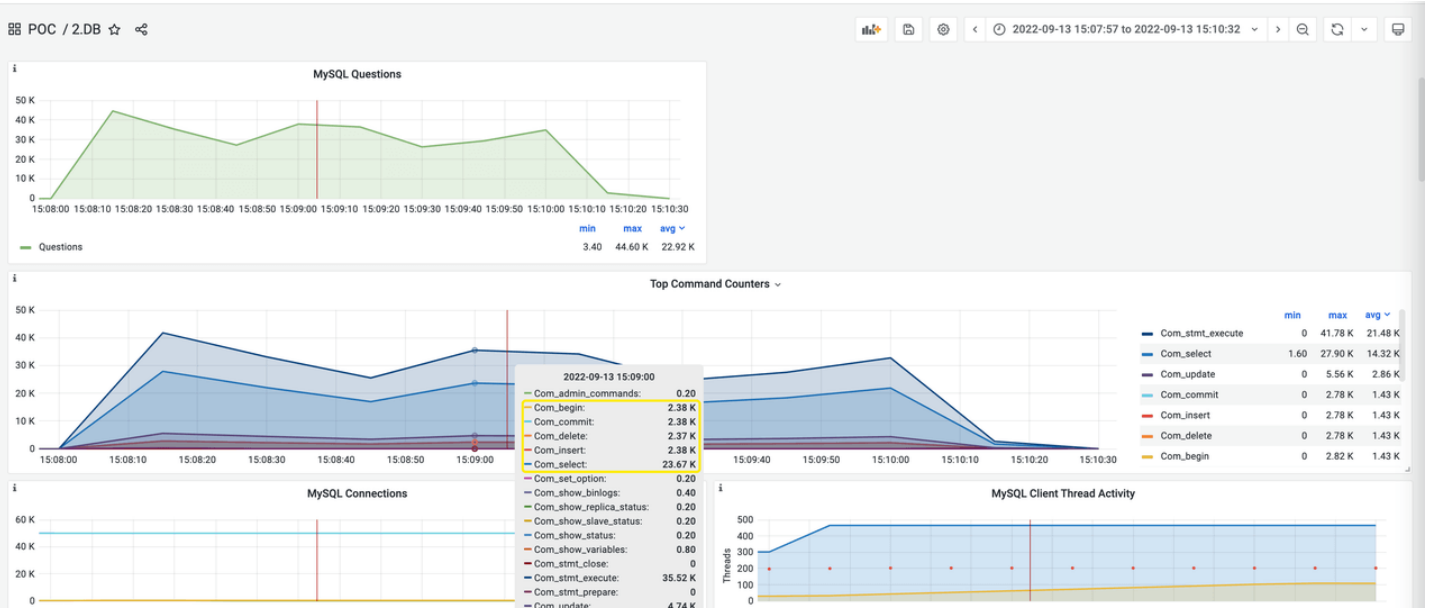 POC / 2.DB
2022-09-13 15:07:57 to 2022-09-13 15:10:32
i
MySQL Questions
50 K
40 K
30 K
20 K
10 K
0
15:08:00 15:08:10 15:08:20 15:08:30 15:08:40 15:08:50 15:09:00 15:09:10 15:09:20 15:09:30 15:09:40 15:09:50 15:10:00 15:10:10 15:10:20 15:10:30
min max avg
Questions 3.40 44.60 K 22.92 K
i
Top Command Counters
50 K
40 K
30 K
20 K
10 K
0
15:08:00 15:08:10 15:08:20 15:08:30 15:08:40 15:08:50 15:09:00 15:09:40 15:09:50 15:10:00 15:10:10 15:10:20 15:10:30
2022-09-13 15:09:00
Com_admin_commands: 0.20
Com_begin: 2.38 K
Com_commit: 2.38 K
Com_delete: 2.37 K
Com_insert: 2.38 K
Com_select: 23.67 K
Com_set_option: 0.20
Com_show_binlogs: 0.40
Com_show_replica_status: 0.20
Com_show_slave_status: 0.20
Com_show_status: 0.20
Com_show_variables: 0.80
Com_stmt_close: 0
Com_stmt_execute: 35.52 K
Com_stmt_prepare: 0
Com_update: 4.74 K
min max avg
Com_stmt_execute 0 41.78 K 21.48 K
Com_select 1.60 27.90 K 14.32 K
Com_update 0 5.56 K 2.86 K
Com_commit 0 2.78 K 1.43 K
Com_insert 0 2.78 K 1.43 K
Com_delete 0 2.78 K 1.43 K
Com_begin 0 2.82 K 1.43 K
i
MySQL Connections
60 K
40 K
20 K
0
i
MySQL Client Thread Activity
Threads
500
400
300
200
100
0